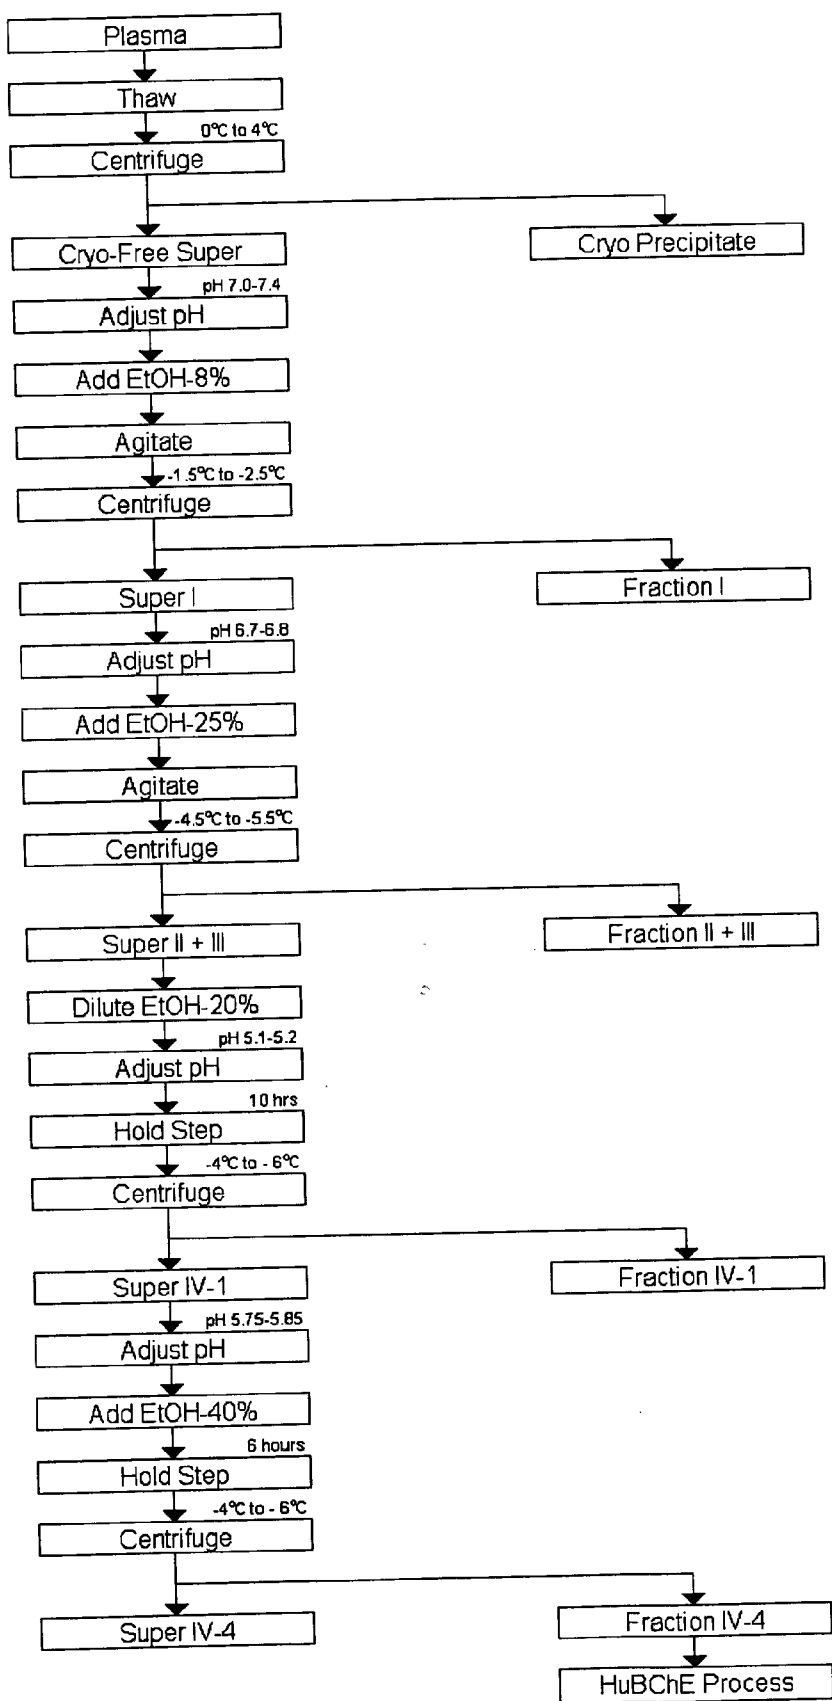 Plasma
Thaw
0°C to 4°C
Centrifuge
Cryo-Free Super
Cryo Precipitate
pH 7.0-7.4
Adjust pH
Add EtOH-8%
Agitate
-1.5°C to -2.5°C
Centrifuge
Super I
Fraction I
pH 6.7-6.8
Adjust pH
Add EtOH-25%
Agitate
-4.5°C to -5.5°C
Centrifuge
Super II + III
Fraction II + III
Dilute EtOH-20%
pH 5.1-5.2
Adjust pH
10 hrs
Hold Step
-4°C to - 6°C
Centrifuge
Super IV-1
Fraction IV-1
pH 5.75-5.85
Adjust pH
Add EtOH-40%
6 hours
Hold Step
-4°C to - 6°C
Centrifuge
Super IV-4
Fraction IV-4
HuBChE Process